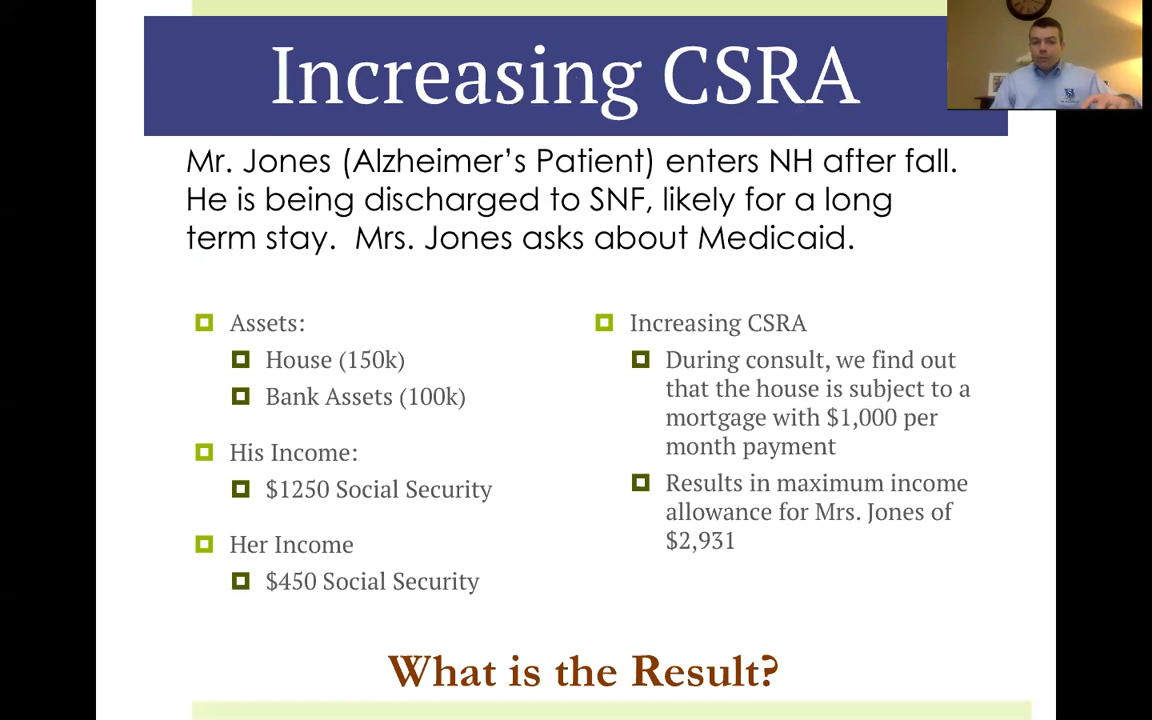 Increasing CSRA
Mr. Jones (Alzheimer's Patient) enters NH after fall.
He is being discharged to SNF, likely for a long
term stay.  Mrs. Jones asks about Medicaid.
Assets:
House (150k)
Bank Assets (100k)
His Income:
$1250 Social Security
Her Income
$450 Social Security
Increasing CSRA
During consult, we find out
that the house is subject to a
mortgage with $1,000 per
month payment
Results in maximum income
allowance for Mrs. Jones of
$2,931
What is the Result?